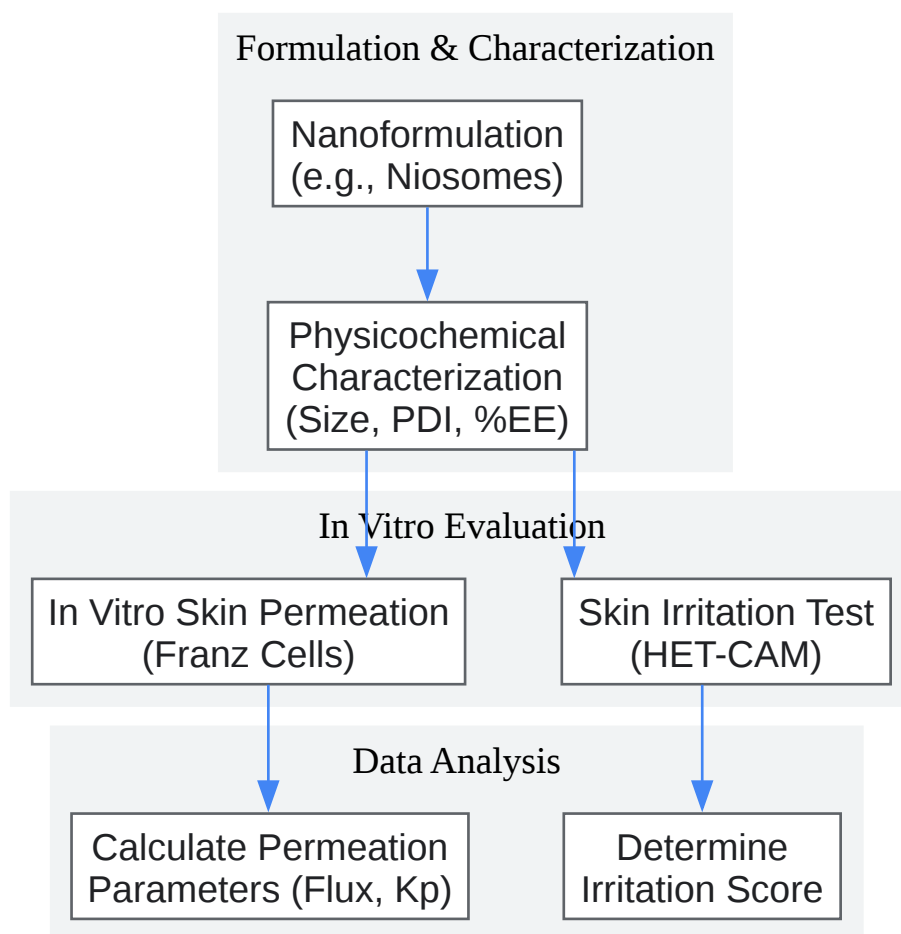 Formulation & Characterization
Nanoformulation
(e.g., Niosomes)
Physicochemical
Characterization
(Size, PDI, %EE)
In Vitro Evaluation
In Vitro Skin Permeation
(Franz Cells)
Skin Irritation Test
(HET-CAM)
Data Analysis
Calculate Permeation
Parameters (Flux, Kp)
Determine
Irritation Score